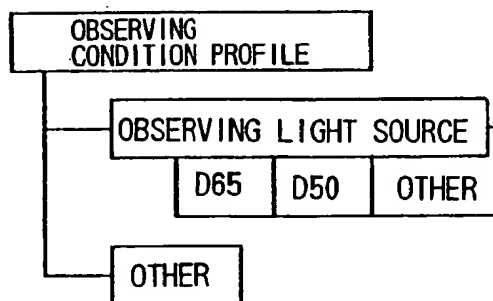 OBSERVING
CONDITION PROFILE
OBSERVING LIGHT SOURCE
D65 D50 OTHER
OTHER